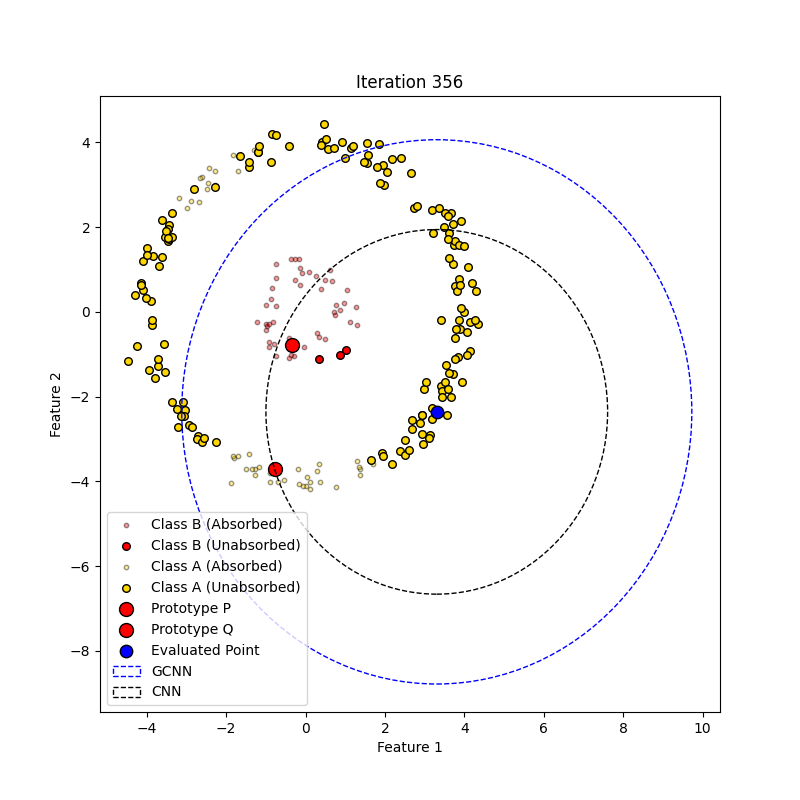 Iteration 356
4
2
0
−2
−4
−6
−8
Feature 2
Class B (Absorbed)
Class B (Unabsorbed)
Class A (Absorbed)
Class A (Unabsorbed)
Prototype P
Prototype Q
Evaluated Point
GCNN
CNN
−4 −2 0 2 4 6 8 10
Feature 1